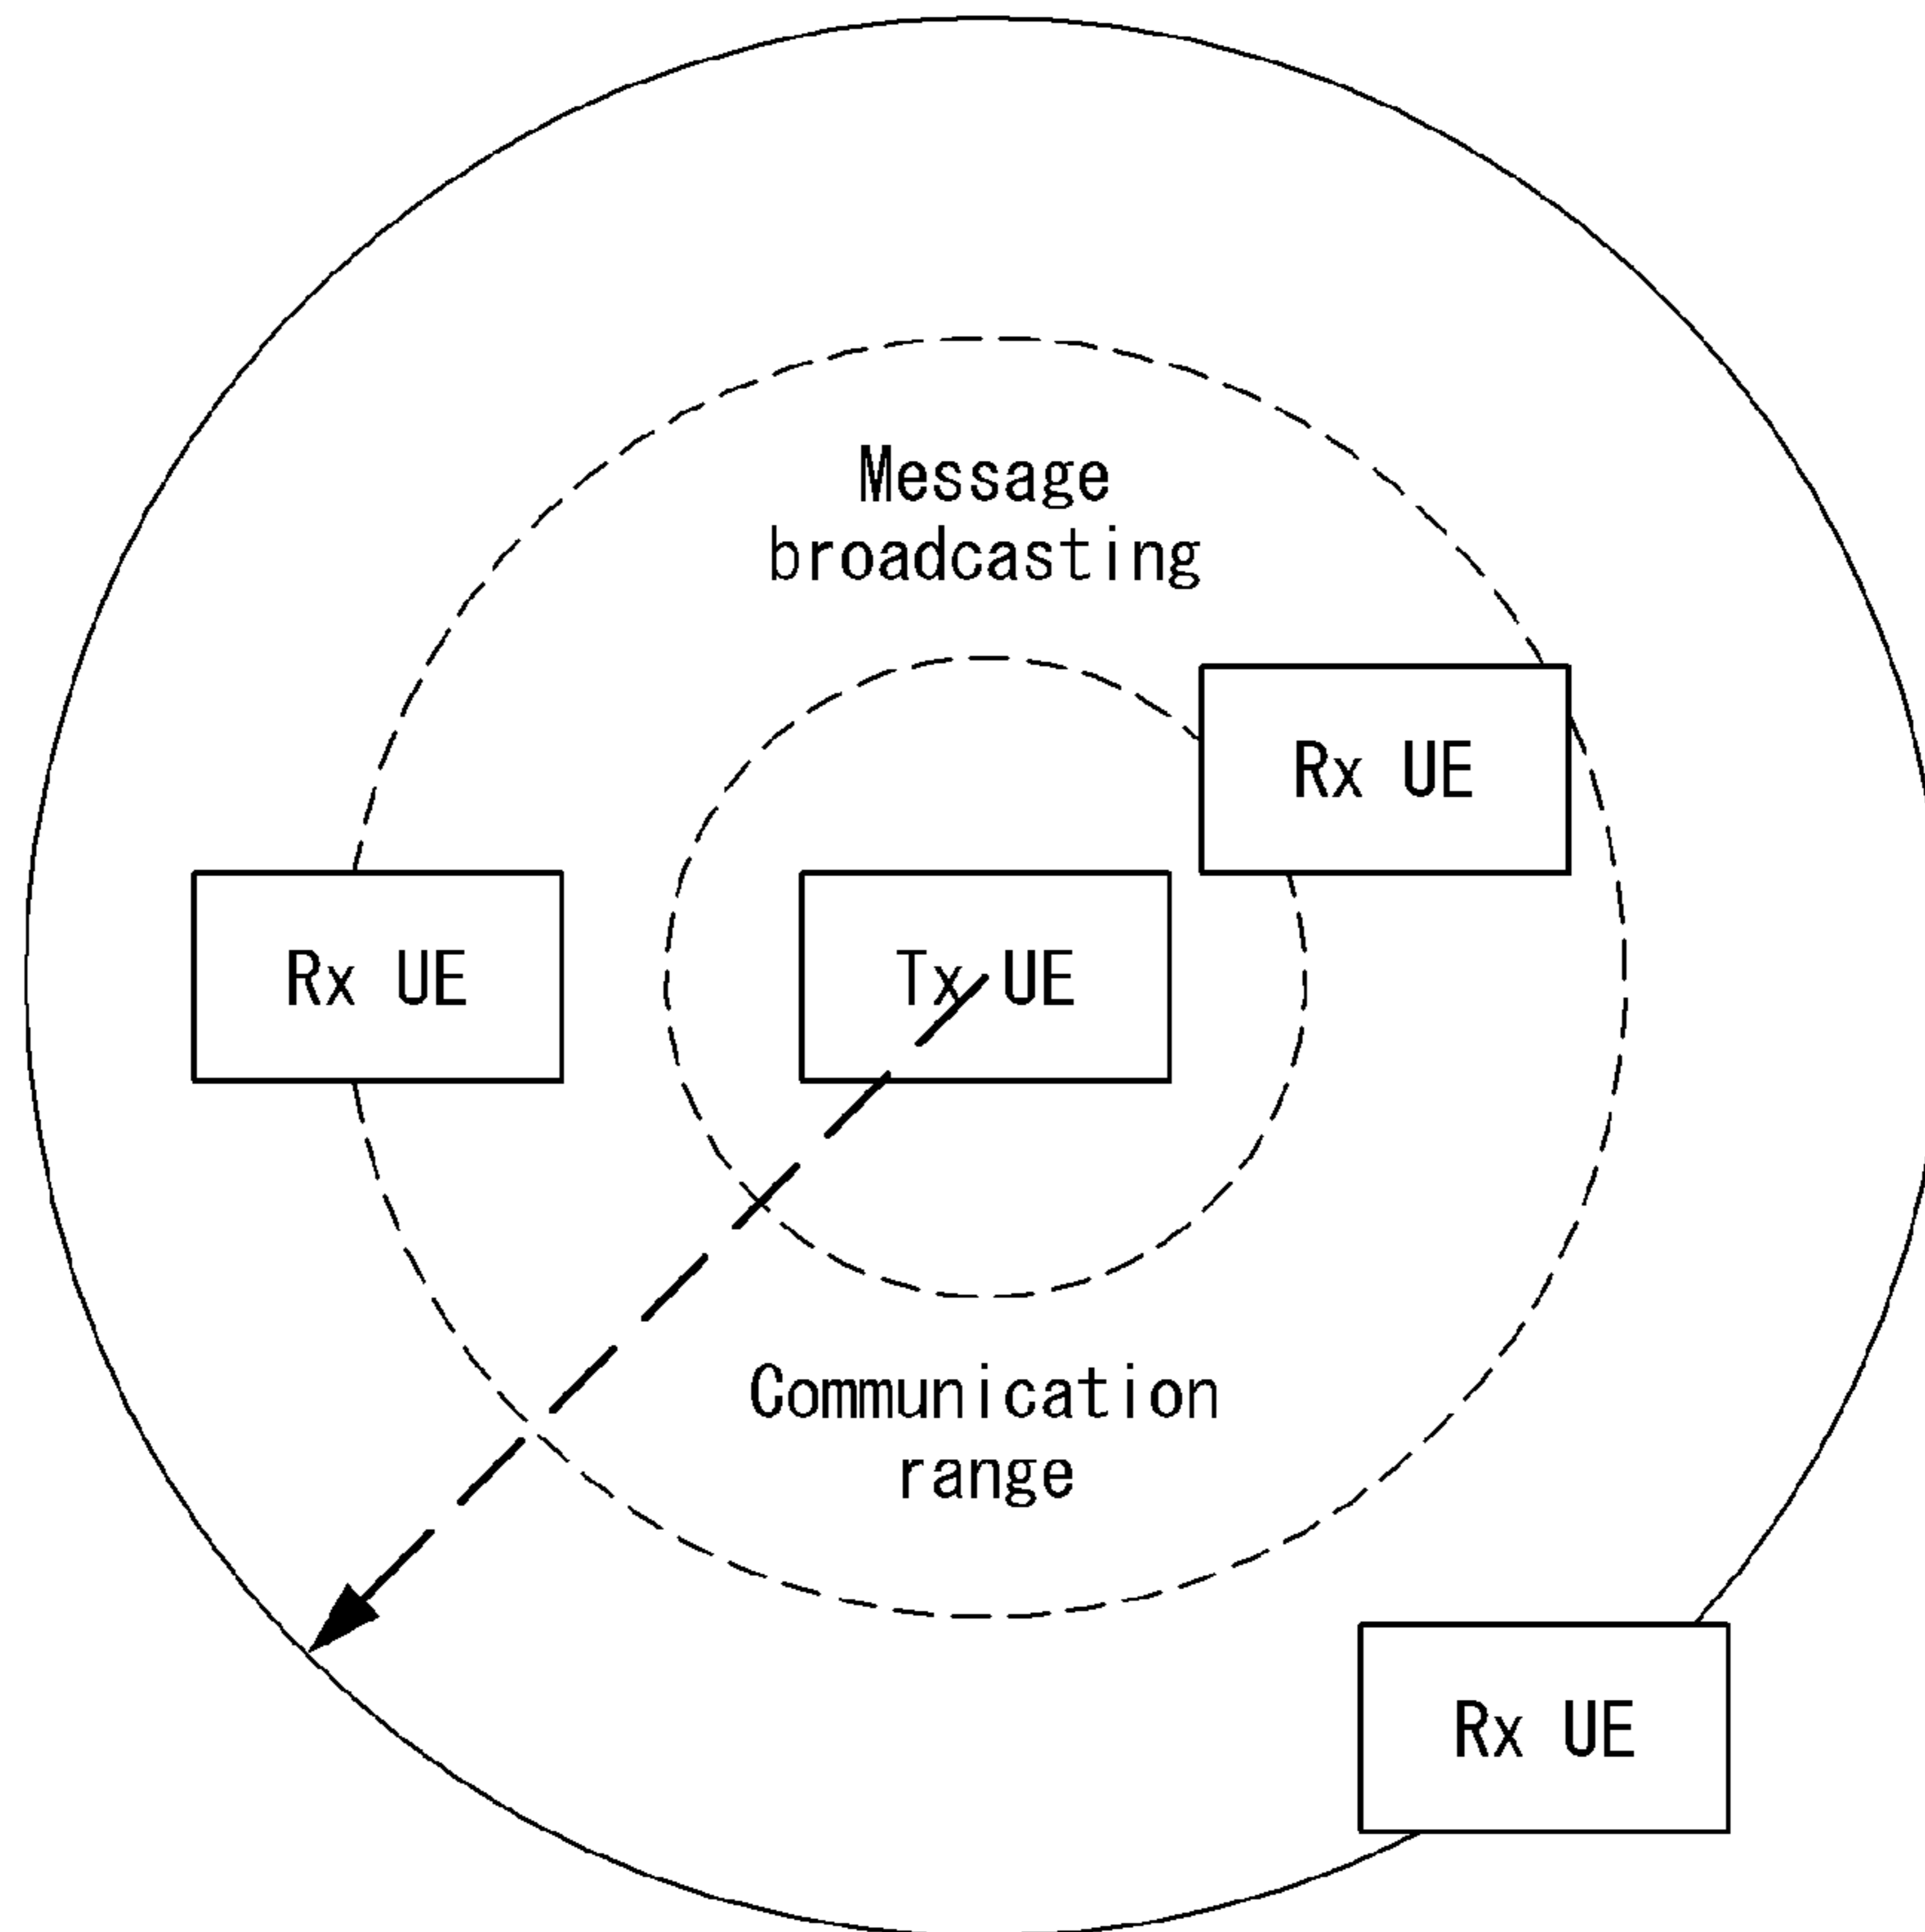 Message
broadcasting
Rx UE
Rx UE
Tx UE
Communication
range
Rx UE